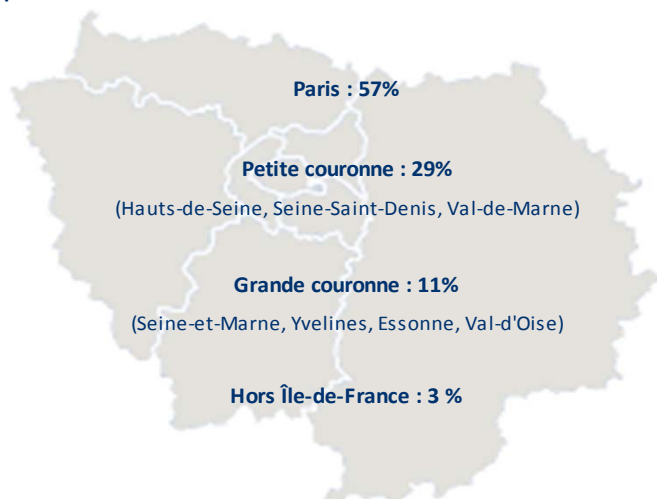 Paris : 57%
Petite couronne : 29%
(Hauts-de-Seine, Seine-Saint-Denis, Val-de-Marne)
Grande couronne : 11%
(Seine-et-Marne, Yvelines, Essonne, Val-d'Oise)
Hors Île-de-France : 3 %